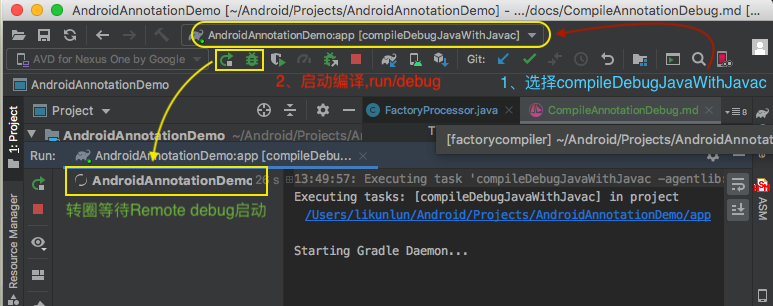 AndroidAnnotationDemo [~/Android/Projects/AndroidAnnotationDemo] – .../docs/CompileAnnotationDebug.md [...
AndroidAnnotationDemo:app [compileDebugJavaWithJavac]
AVD for Nexus One by Google
Git:
2、启动编译,run/debug
1、选择compileDebugJavaWithJavac
AndroidAnnotationDemo
1: Project
Project
FactoryProcessor.java
CompileAnnotationDebug.md
8
AndroidAnnotationDemo ~/Android/Projects/A
T
[factorycompiler] ~/Android/Projects/AndroidAnnotat
Run:
AndroidAnnotationDemo:app [compileDebu...
AndroidAnnotationDemo 26 s
13:49:57: Executing task 'compileDebugJavaWithJavac -agentlib:
转圈等待Remote debug启动
Executing tasks: [compileDebugJavaWithJavac] in project
/Users/likunlun/Android/Projects/AndroidAnnotationDemo/app
Starting Gradle Daemon...
Resource Manager
ASM